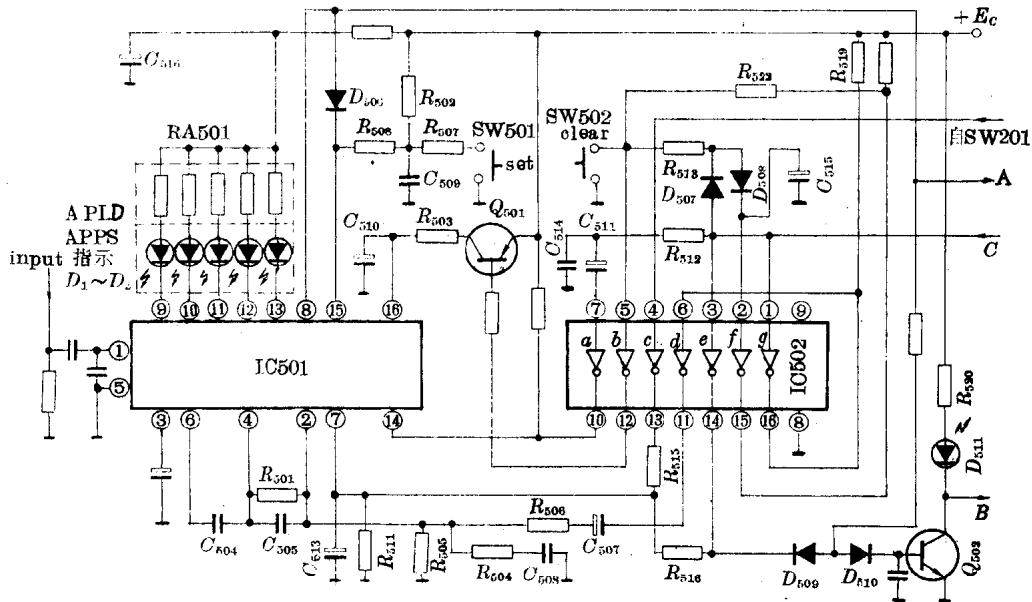 +Ec
C516
R502
R519
R522
D506
RA501
R508
R507
SW501
set
SW502
clear
自SW201
A
C509
R513
D507
D508
C515
A PLD
APPS
input 指示
C510
R503
Q501
C514
C511
R512
C
⑨ ⑩ ⑪ ⑫ ⑬ ⑧ ⑮ ⑯
⑦ ⑤ ④ ⑥ ③ ② ① ⑨
a b c d e f g
①
⑤
IC501
IC502
R520
③ ⑥ ④ ② ⑦ ⑭
⑩ ⑫ ⑬ ⑪ ⑭ ⑮ ⑯ ⑧
D511
R501
R515
B
C504
C505
C513
R511
R505
R506
C507
R504
C508
R516
D509
D510
Q502